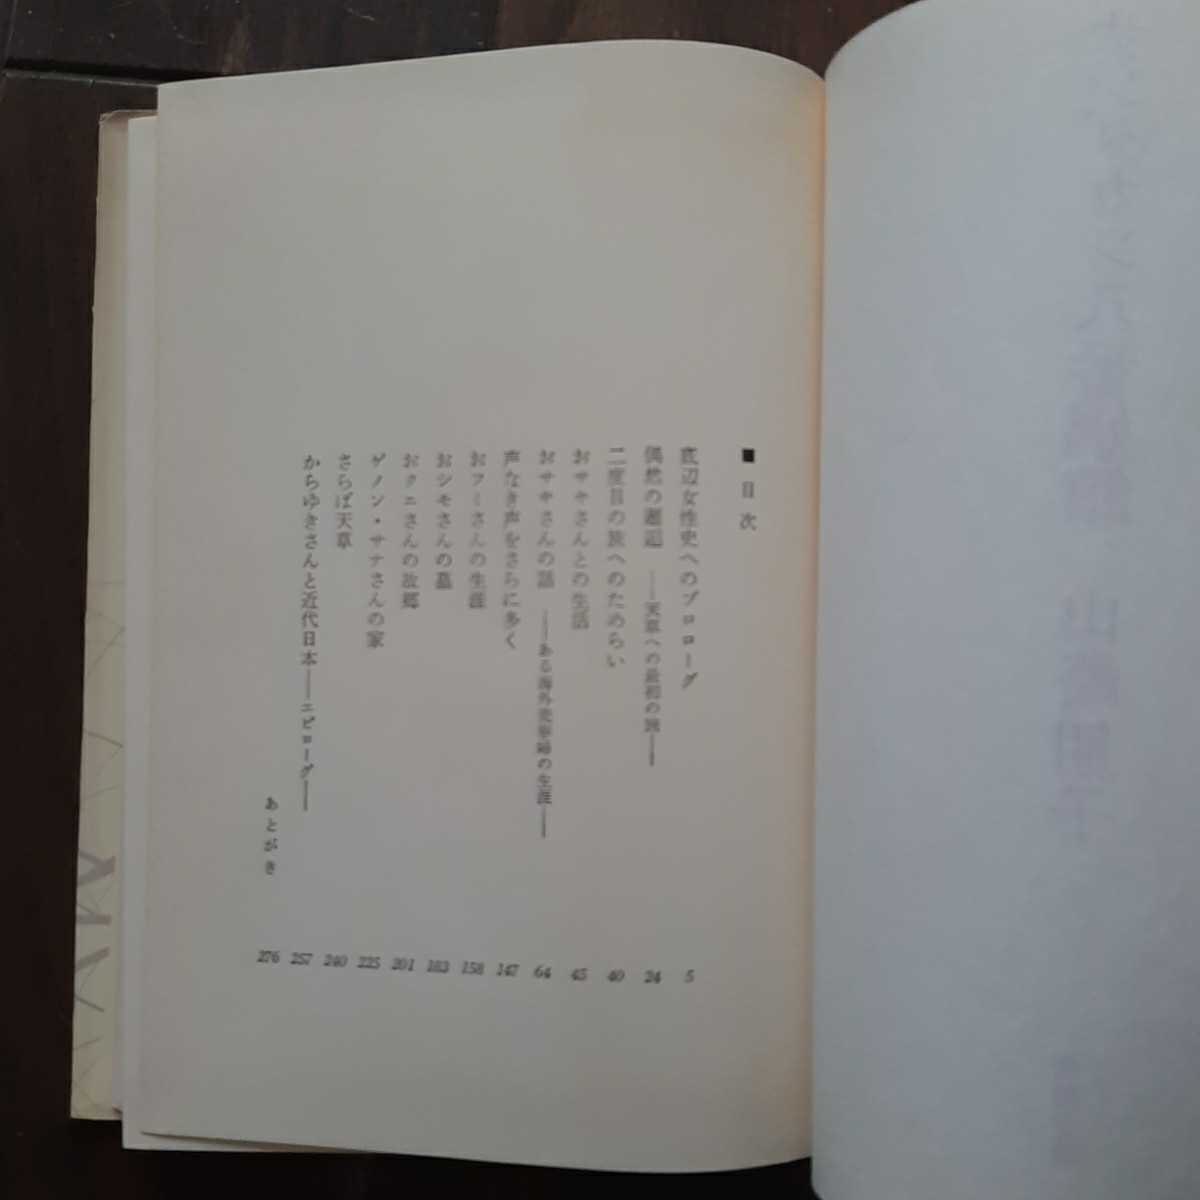 ■目次
底辺女性史へのプロローグ 5
偶然の邂逅 ——天草への最初の旅—— 24
二度目の旅へのためらい 40
おサキさんとの生活 45
おサキさんの話 ——ある海外売春婦の生涯—— 64
声なき声をさらに多く 147
おフミさんの生涯 158
おシモさんの墓 183
おクニさんの故郷 201
ゲノン・サナさんの家 225
さらば天草 240
からゆきさんと近代日本——エピローグ—— 257
あとがき 276